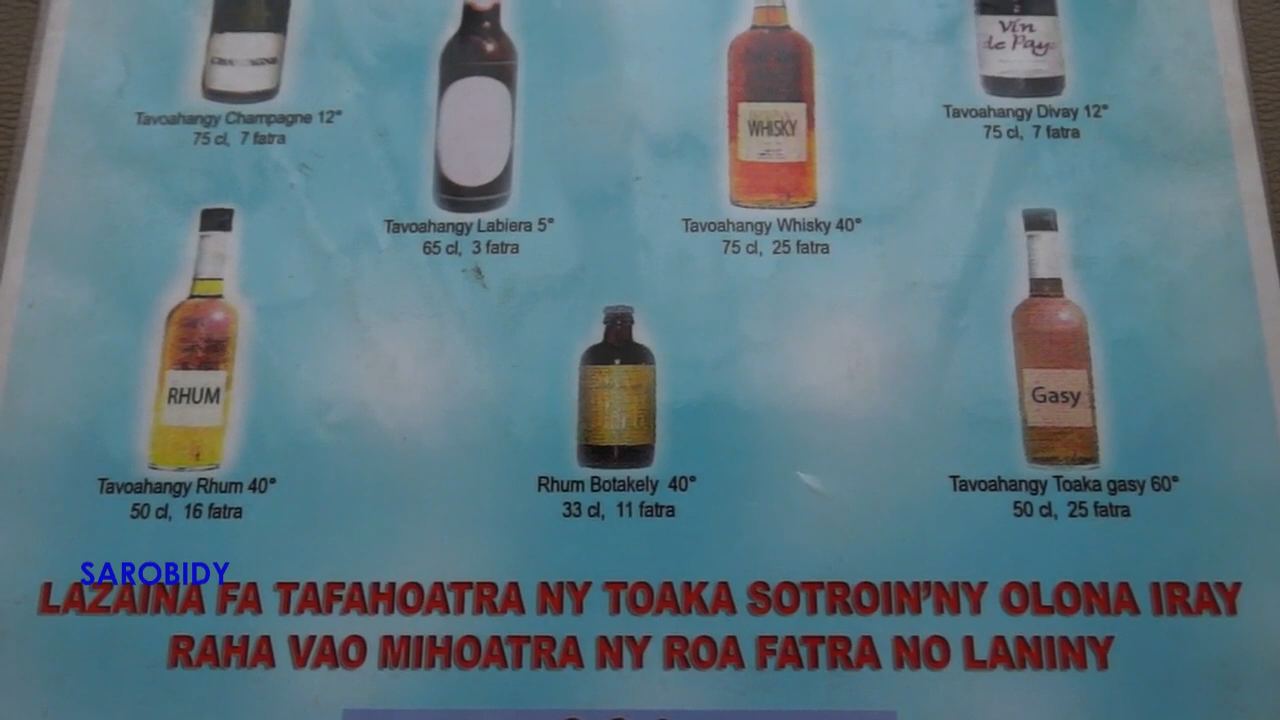 CHAMPAGNE
Vin
de Pays
Tavoahangy Champagne 12°
75 cl, 7 fatra
Tavoahangy Divay 12°
75 cl, 7 fatra
WHISKY
Tavoahangy Labiera 5°
65 cl, 3 fatra
Tavoahangy Whisky 40°
75 cl, 25 fatra
RHUM
Gasy
Tavoahangy Rhum 40°
50 cl, 16 fatra
Rhum Botakely 40°
33 cl, 11 fatra
Tavoahangy Toaka gasy 60°
50 cl, 25 fatra
SAROBIDY
LAZAINA FA TAFAHOATRA NY TOAKA SOTROIN'NY OLONA IRAY
RAHA VAO MIHOATRA NY ROA FATRA NO LANINY